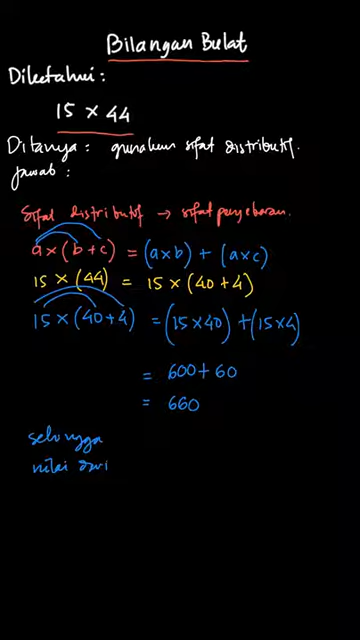 Bilangan Bulat
Diketahui :
15 × 44
Ditanya : gunakan sifat distributif.
Jawab :
Sifat distributif → sifat penyebaran.
a × (b + c) = (a × b) + (a × c)
15 × (44) = 15 × (40 + 4)
15 × (40 + 4) = (15 × 40) + (15 × 4)
= 600 + 60
= 660
sehingga
nilai dari